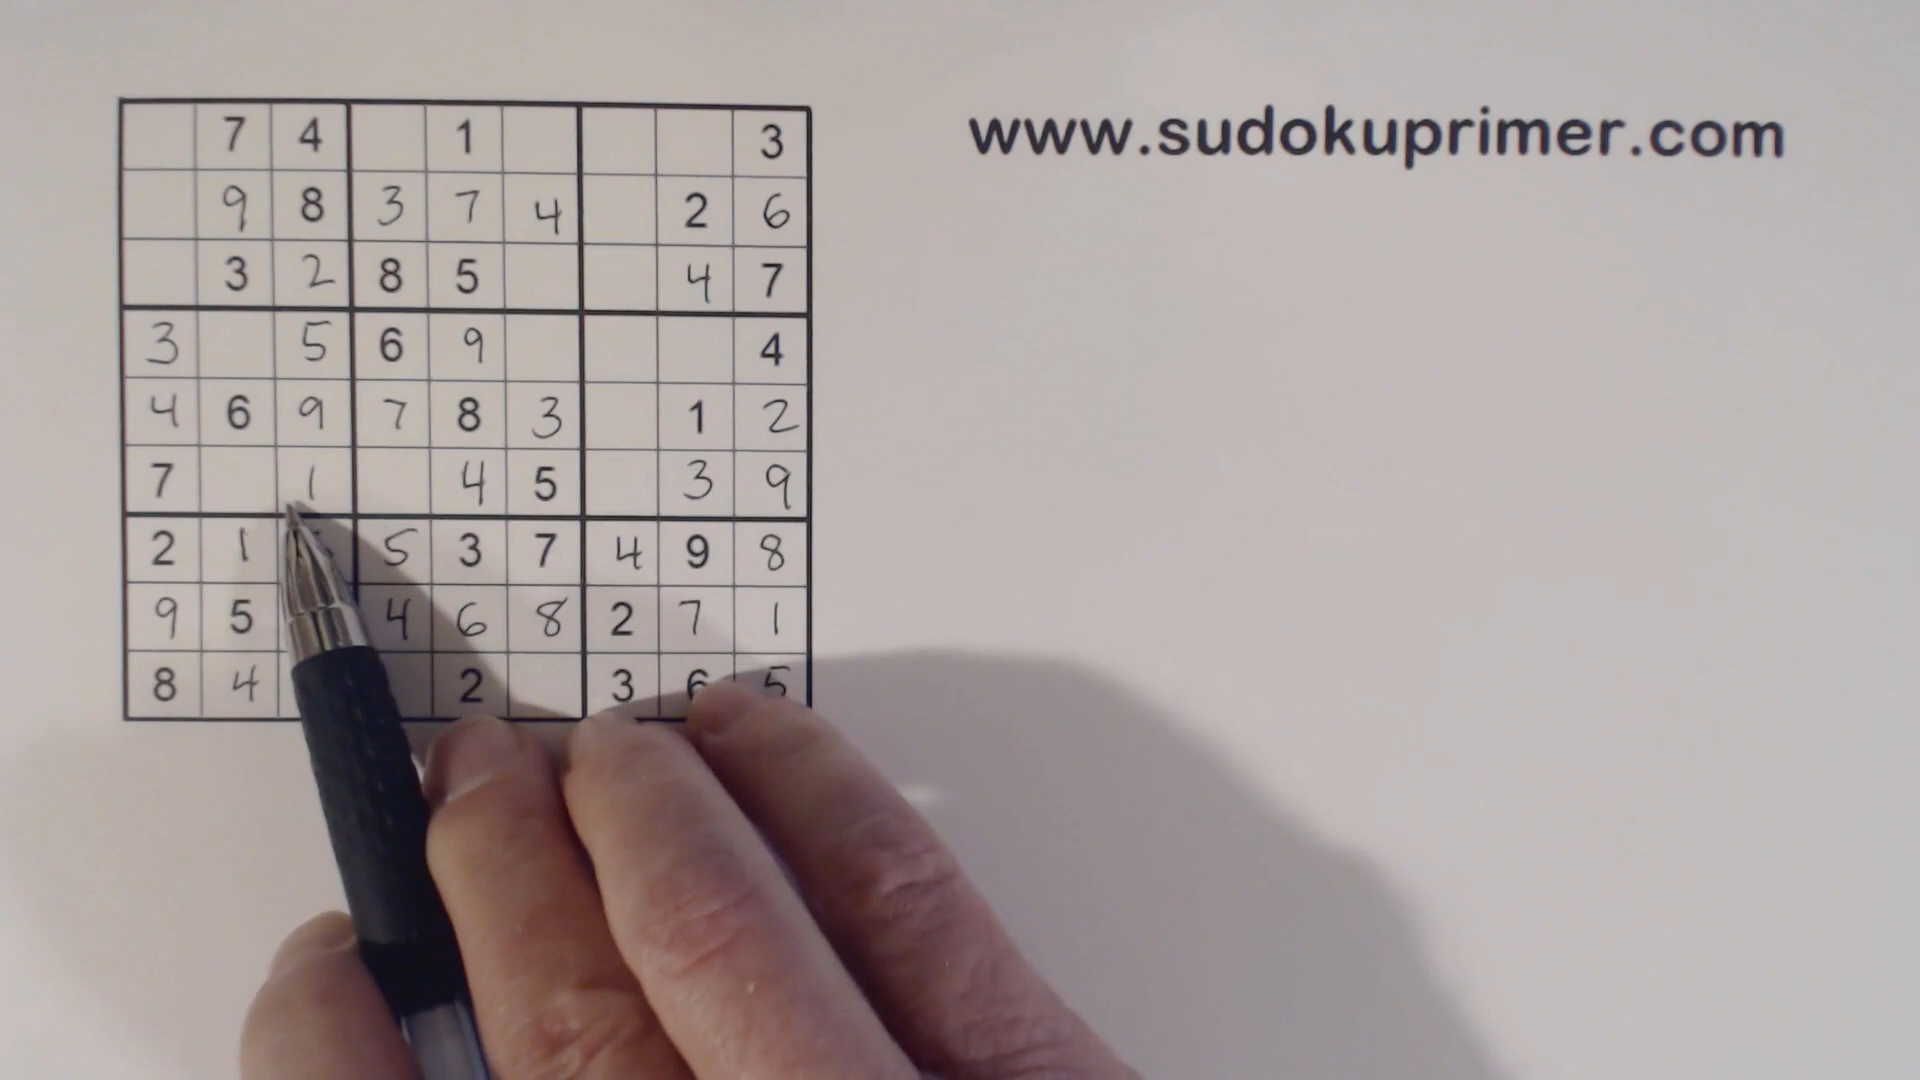 www.sudokuprimer.com
7 4 1 3
9 8 3 7 4 2 6
3 2 8 5 4 7
3 5 6 9 4
4 6 9 7 8 3 1 2
7 1 4 5 3 9
2 1 5 3 7 4 9 8
9 5 4 6 8 2 7 1
8 4 2 3 6 5